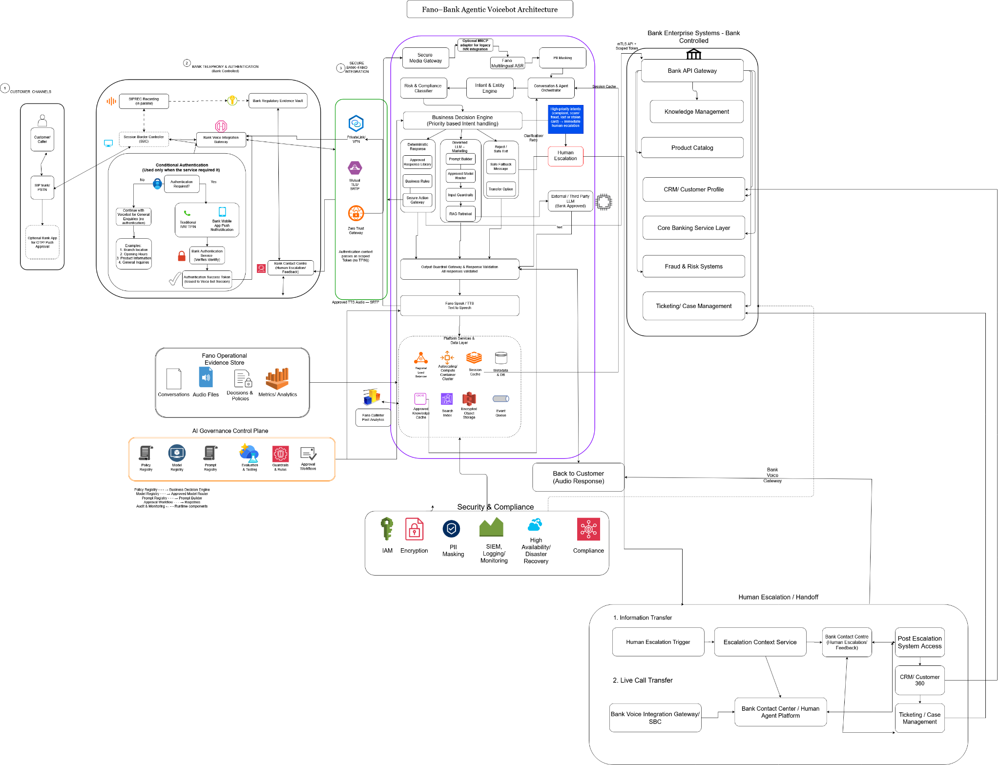 Fano–Bank Agentic Voicebot Architecture
1
CUSTOMER CHANNELS
Customer/
Caller
SIP trunk/
PSTN
Optional Bank App
for OTP/ Push
Approval
2
BANK TELEPHONY & AUTHENTICATION
(Bank Controlled)
SIPREC Recording
(in parallel)
Bank Regulatory Evidence Vault
Session Border Controller
(SBC)
Bank Voice Integration
Gateway
Conditional Authentication
(Used only when the service required it)
No
Authentication
Required?
Yes
Continue with
Voicebot for General
Enquiries (no
authentication)
Examples:
1. Branch location
2. Opening Hours
3. Product Information
4. General Inquiries
Traditional
IVR/ TPIN
Bank Mobile
App Push
NotNotification
Bank Authentication
Service
(Verifies Identity)
Authentication Success Token
(Issued to Voice bot Session)
Bank Contact Centre
(Human Escalation/
Feedback)
3
SECURE
BANK–FANO
INTEGRATION
PrivateLink/
VPN
Mutual
TLS/
SRTP
Zero Trust
Gateway
Authrntication context
passes as scoped
Token (no TPIN))
Approved TTS Audio — SRTP
Secure
Media Gateway
Optional MRCP
adapter for legacy
IVR integration
Fano
Multilingual ASR
PII Masking
Risk & Compliance
Classifier
Intent & Entity
Engine
Conversation & Agent
Orchestrator
Session Cache
Business Decision Engine
(Priority based Intent handling)
High-priority intents
(complaint, scam/
fraud, lost or stolen
card) → immediate
human escalation
Clarification/
Retry
Human
Escalation
Deterministic
Response
Approved
Response Library
Business Rules
Secure Action
Gateway
Governed
LLM –
Marketing
Prompt Builder
Approved Model
Router
Input Guardrails
RAG Retreival
Reject /
Safe Exit
Safe Fallback
Message
Transfer Option
External / Third Party
LLM
(Bank Approved)
Text
Output Guardrail Gateway & Response Validation
All responses validated
Fano Speak / TTS
Text to Speech
Platform Services &
Data Layer
Regional
Load
Balancer
Autoscaling/
Compute
Container
Cluster
Session
Cache
Metadata
& DB
CACHE
Approved
Knowledge
Cache
Search
Index
Encrypted
Object
Storage
Event
Queue
mTLS API +
Scoped Token
Bank Enterprise Systems - Bank
Controlled
Bank API Gateway
Knowledge Management
Product Catalog
CRM/ Customer Profile
Core Banking Service Layer
Fraud & Risk Systems
Ticketing/ Case Management
Fano Operational
Evidence Store
Conversations
Audio Files
Decisions &
Policies
Metrics/ Analytics
Fano Callinter
Post Analytics
AI Governance Control Plane
Policy
Registry
Model
Registry
Prompt
Registry
Evaluation
& Testing
Guardrails
& Rules
Approval
Workflows
Policy Registry - - - → Business Decision Engine
Model Registry - - - → Approved Model Router
Prompt Registry - - - → Prompt Builder
Approval Workflow - - - → Registries
Audit & Monitoring ← - - Runtime components
Back to Customer
(Audio Response)
Bank
Voice
Gateway
Security & Compliance
IAM
Encryption
PII
Masking
SIEM,
Logging/
Monitoring
High
Availability/
Disaster
Recovery
Compliance
Human Escalation / Handoff
1. Information Transfer
Human Escalation Trigger
Escalation Context Service
Bank Contact Centre
(Human Escalation/
Feedback)
Post Escalation
System Access
CRM/ Customer
360
2. Live Call Transfer
Bank Voice Integration Gateway/
SBC
Bank Contact Center / Human
Agent Platform
Ticketing / Case
Management